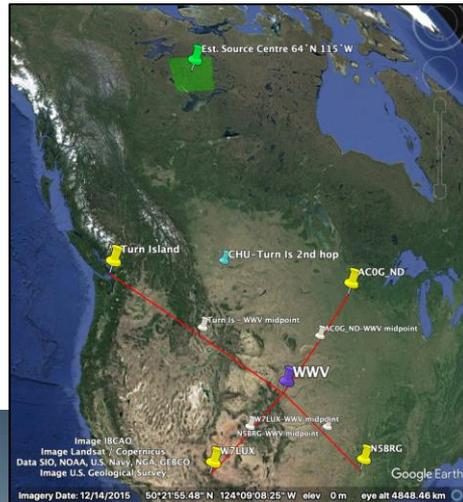 Est. Source Centre 64°N 115°W
Turn Island
CHU-Turn Is 2nd hop
AC0G_ND
Turn Is - WWV midpoint
AC0G_ND-WWV midpoint
WWV
W7LUX-WWV midpoint
N5BRG-WWV midpoint
W7LUX
N5BRG
Image IBCAO
Image Landsat / Copernicus
Data SIO, NOAA, U.S. Navy, NGA, GEBCO
Image U.S. Geological Survey
Google Earth
Imagery Date: 12/14/2015 50°21'55.48" N 124°09'08.25" W elev 0 m eye alt 4848.46 km